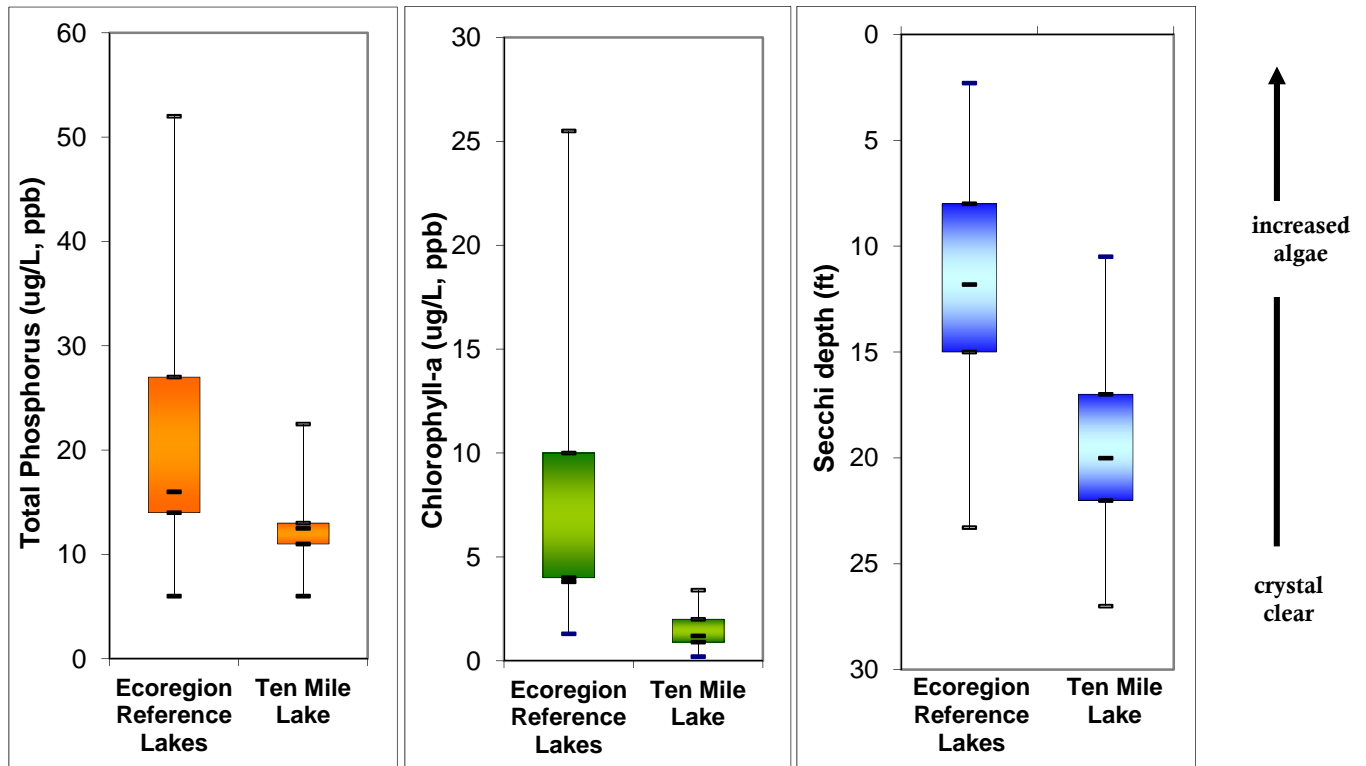 Total Phosphorus (ug/L, ppb)
60
50
40
30
20
10
0
Ecoregion
Reference
Lakes
Ten Mile
Lake
Chlorophyll-a (ug/L, ppb)
30
25
20
15
10
5
0
Ecoregion
Reference
Lakes
Ten Mile
Lake
Secchi depth (ft)
0
5
10
15
20
25
30
Ecoregion
Reference
Lakes
Ten Mile
Lake
increased
algae
crystal
clear